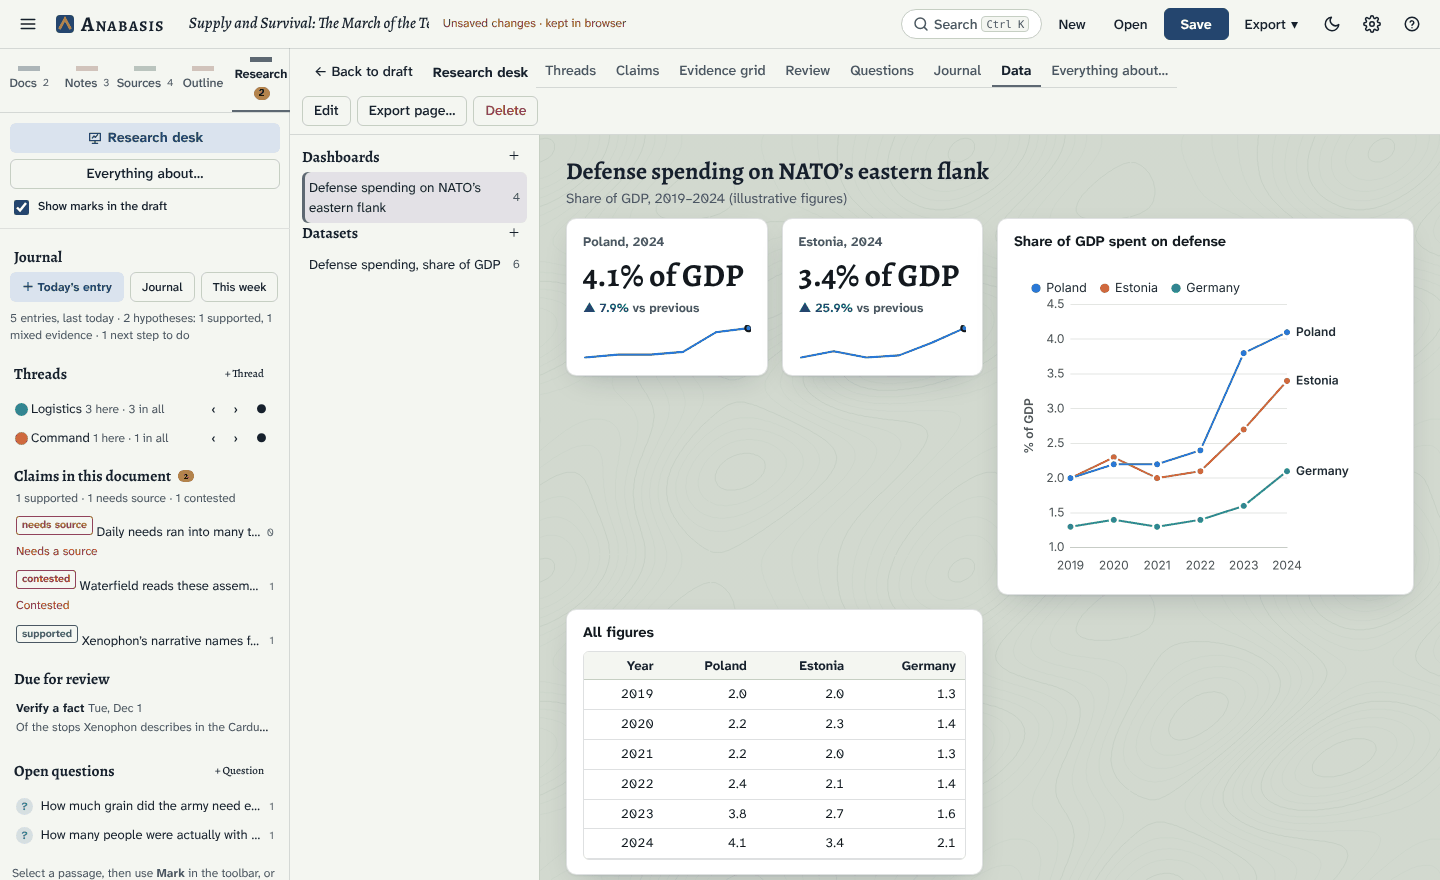 Anabasis
Supply and Survival: The March of the Te
Unsaved changes · kept in browser
Search Ctrl K
New
Open
Save
Export ▾
Docs 2
Notes 3
Sources 4
Outline
Research 2
← Back to draft
Research desk
Threads
Claims
Evidence grid
Review
Questions
Journal
Data
Everything about...
Edit
Export page...
Delete
Research desk
Everything about...
Show marks in the draft
Journal
+ Today's entry
Journal
This week
5 entries, last today · 2 hypotheses: 1 supported, 1
mixed evidence · 1 next step to do
Threads
+ Thread
Logistics 3 here · 3 in all ‹ ›
Command 1 here · 1 in all ‹ ›
Claims in this document 2
1 supported · 1 needs source · 1 contested
needs source Daily needs ran into many t... 0
Needs a source
contested Waterfield reads these assem... 1
Contested
supported Xenophon's narrative names f... 1
Due for review
Verify a fact Tue, Dec 1
Of the stops Xenophon describes in the Cardu...
Open questions
+ Question
? How much grain did the army need e... 1
? How many people were actually with ... 1
Select a passage, then use Mark in the toolbar, or
Dashboards +
Defense spending on NATO's
eastern flank
4
Datasets +
Defense spending, share of GDP 6
Defense spending on NATO's eastern flank
Share of GDP, 2019–2024 (illustrative figures)
Poland, 2024
4.1% of GDP
▲ 7.9% vs previous
Estonia, 2024
3.4% of GDP
▲ 25.9% vs previous
Share of GDP spent on defense
Poland Estonia Germany
% of GDP
4.5
4.0
3.5
3.0
2.5
2.0
1.5
1.0
2019 2020 2021 2022 2023 2024
Poland
Estonia
Germany
All figures
Year Poland Estonia Germany
2019 2.0 2.0 1.3
2020 2.2 2.3 1.4
2021 2.2 2.0 1.3
2022 2.4 2.1 1.4
2023 3.8 2.7 1.6
2024 4.1 3.4 2.1